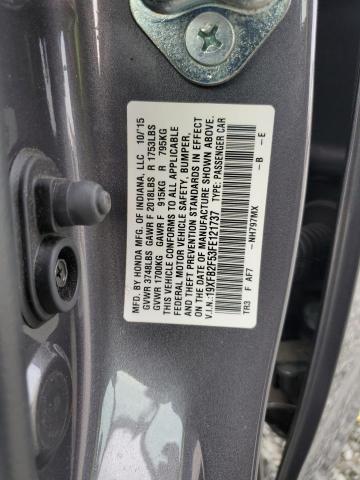 MFD. BY HONDA MFG. OF INDIANA, LLC 10/15
GVWR 3748LBS GAWR F 2018LBS R 1753LBS
GVWR 1700KG GAWR F 915KG R 795KG
THIS VEHICLE CONFORMS TO ALL APPLICABLE
FEDERAL MOTOR VEHICLE SAFETY, BUMPER,
AND THEFT PREVENTION STANDARDS IN EFFECT
ON THE DATE OF MANUFACTURE SHOWN ABOVE.
V.I.N.: 19XFB2F53FE121737 TYPE: PASSENGER CAR
TR3 F AF7 - NH797MX - B - E